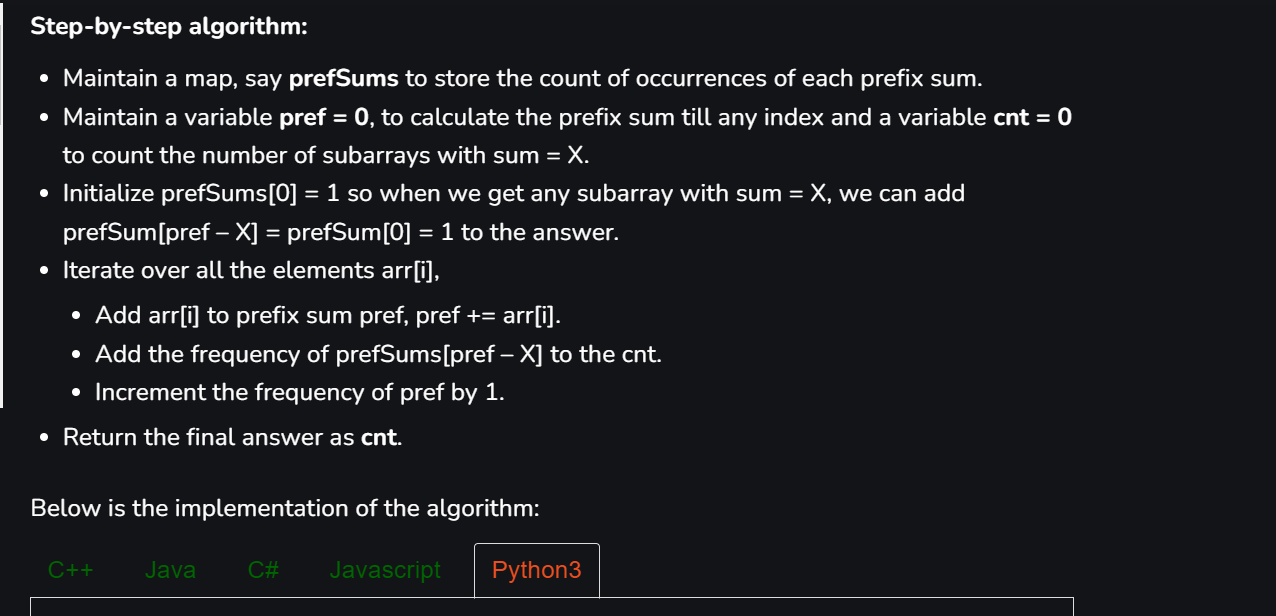 Step-by-step algorithm:
• Maintain a map, say prefSums to store the count of occurrences of each prefix sum.
• Maintain a variable pref = 0, to calculate the prefix sum till any index and a variable cnt = 0
to count the number of subarrays with sum = X.
• Initialize prefSums[0] = 1 so when we get any subarray with sum = X, we can add
prefSum[pref – X] = prefSum[0] = 1 to the answer.
• Iterate over all the elements arr[i],
• Add arr[i] to prefix sum pref, pref += arr[i].
• Add the frequency of prefSums[pref – X] to the cnt.
• Increment the frequency of pref by 1.
• Return the final answer as cnt.
Below is the implementation of the algorithm:
C++ Java C# Javascript Python3